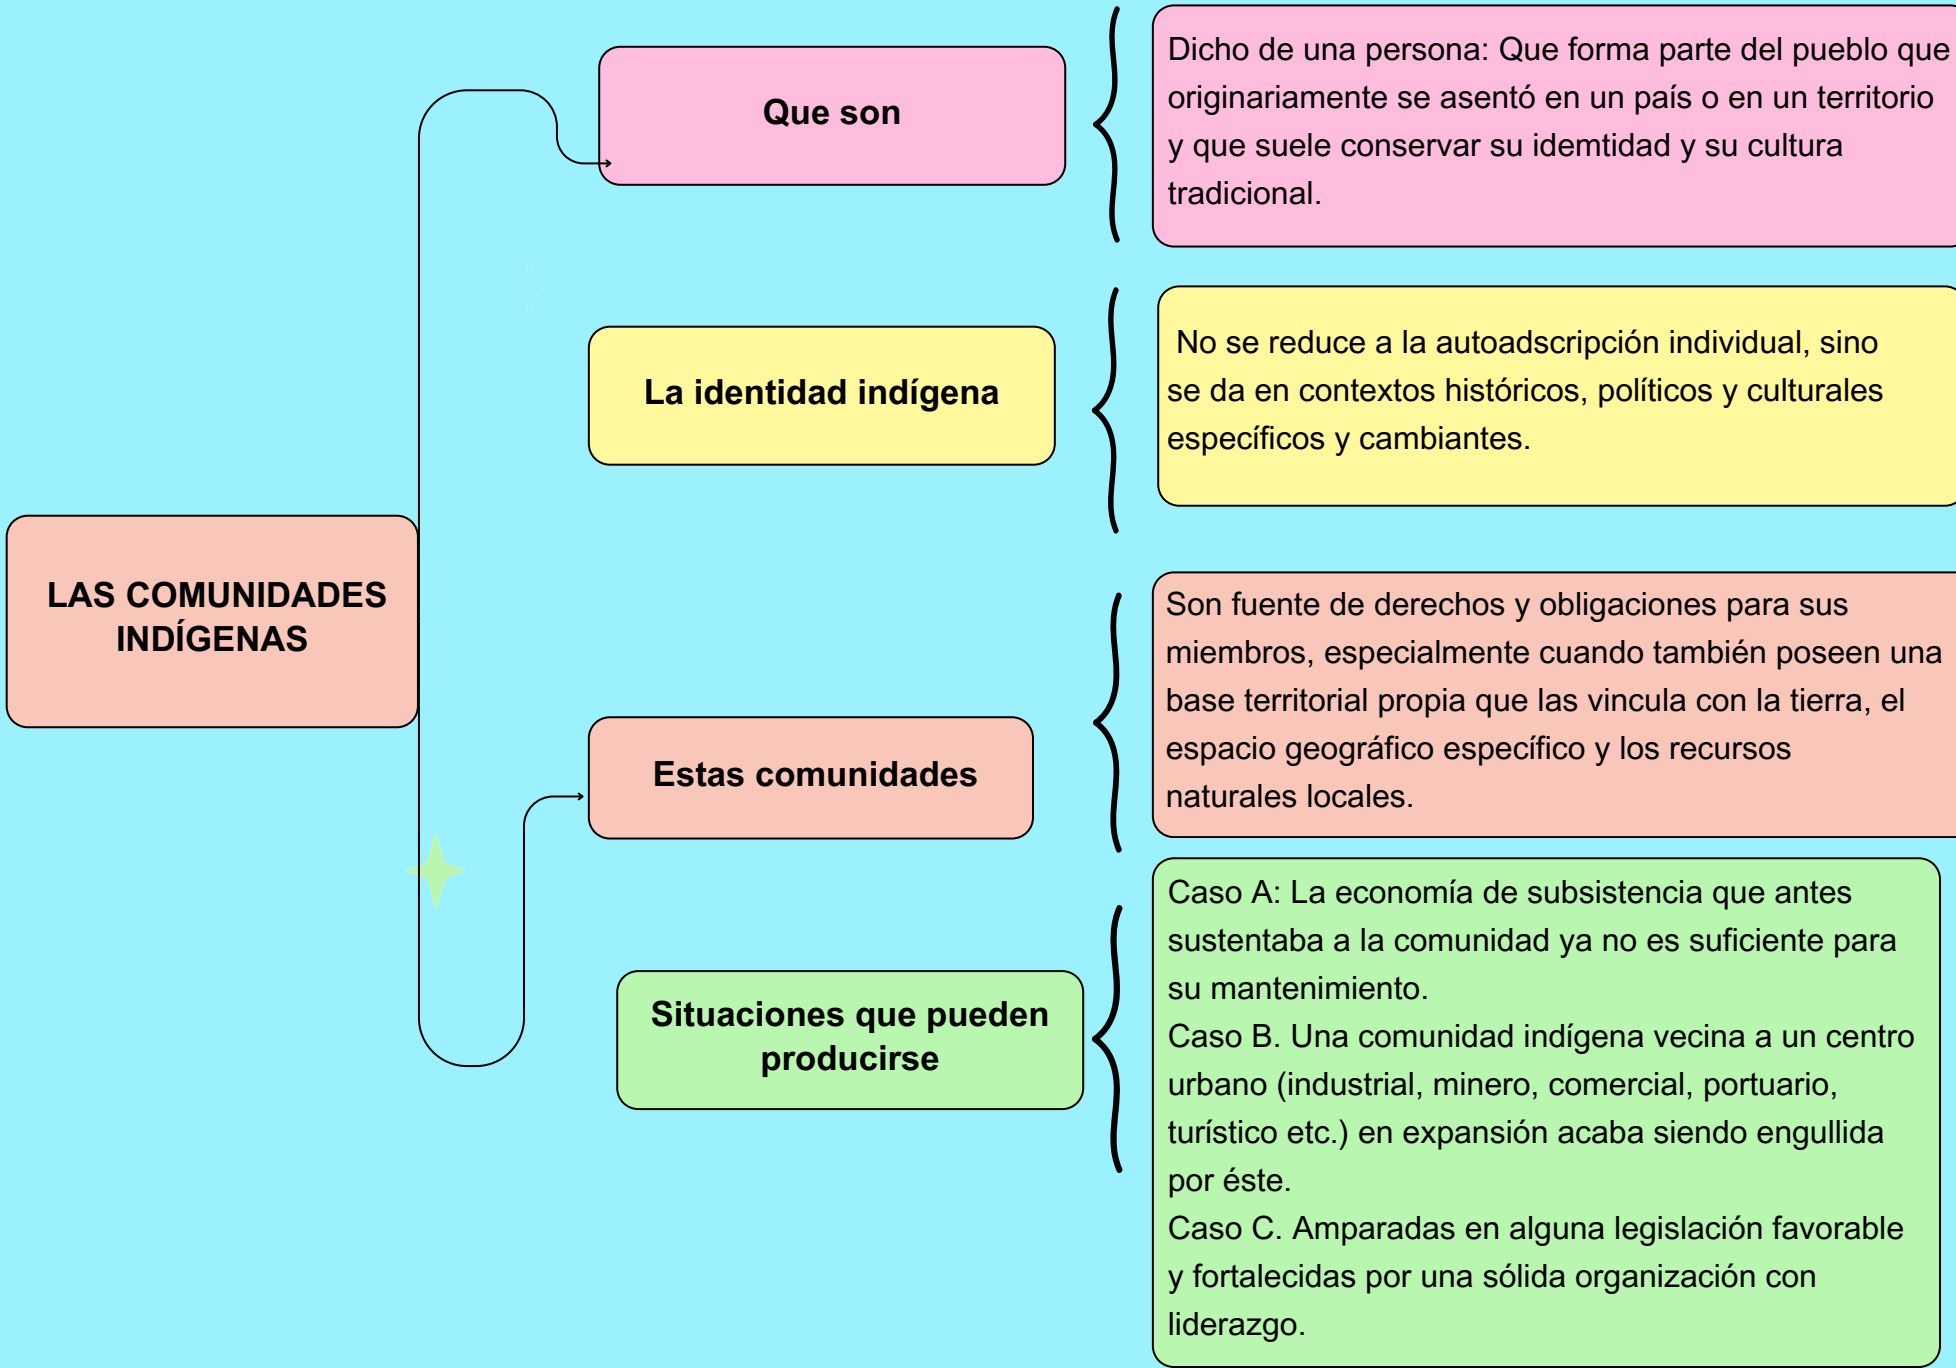 Que son
Dicho de una persona: Que forma parte del pueblo que
originariamente se asentó en un país o en un territorio
y que suele conservar su idemtidad y su cultura
tradicional.
La identidad indígena
No se reduce a la autoadscripción individual, sino
se da en contextos históricos, políticos y culturales
específicos y cambiantes.
LAS COMUNIDADES
INDÍGENAS
Estas comunidades
Son fuente de derechos y obligaciones para sus
miembros, especialmente cuando también poseen una
base territorial propia que las vincula con la tierra, el
espacio geográfico específico y los recursos
naturales locales.
Situaciones que pueden
producirse
Caso A: La economía de subsistencia que antes
sustentaba a la comunidad ya no es suficiente para
su mantenimiento.
Caso B. Una comunidad indígena vecina a un centro
urbano (industrial, minero, comercial, portuario,
turístico etc.) en expansión acaba siendo engullida
por éste.
Caso C. Amparadas en alguna legislación favorable
y fortalecidas por una sólida organización con
liderazgo.